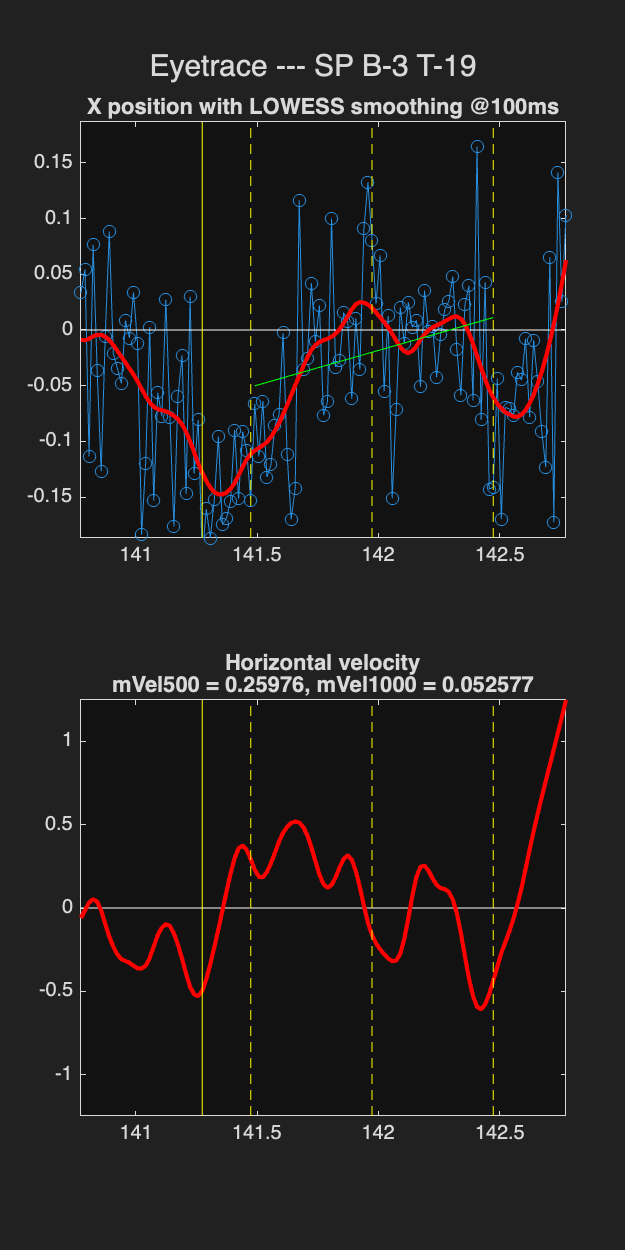 Eyetrace --- SP B-3 T-19
X position with LOWESS smoothing @100ms
0.15
0.1
0.05
0
-0.05
-0.1
-0.15
141 141.5 142 142.5
Horizontal velocity
mVel500 = 0.25976, mVel1000 = 0.052577
1
0.5
0
-0.5
-1
141 141.5 142 142.5